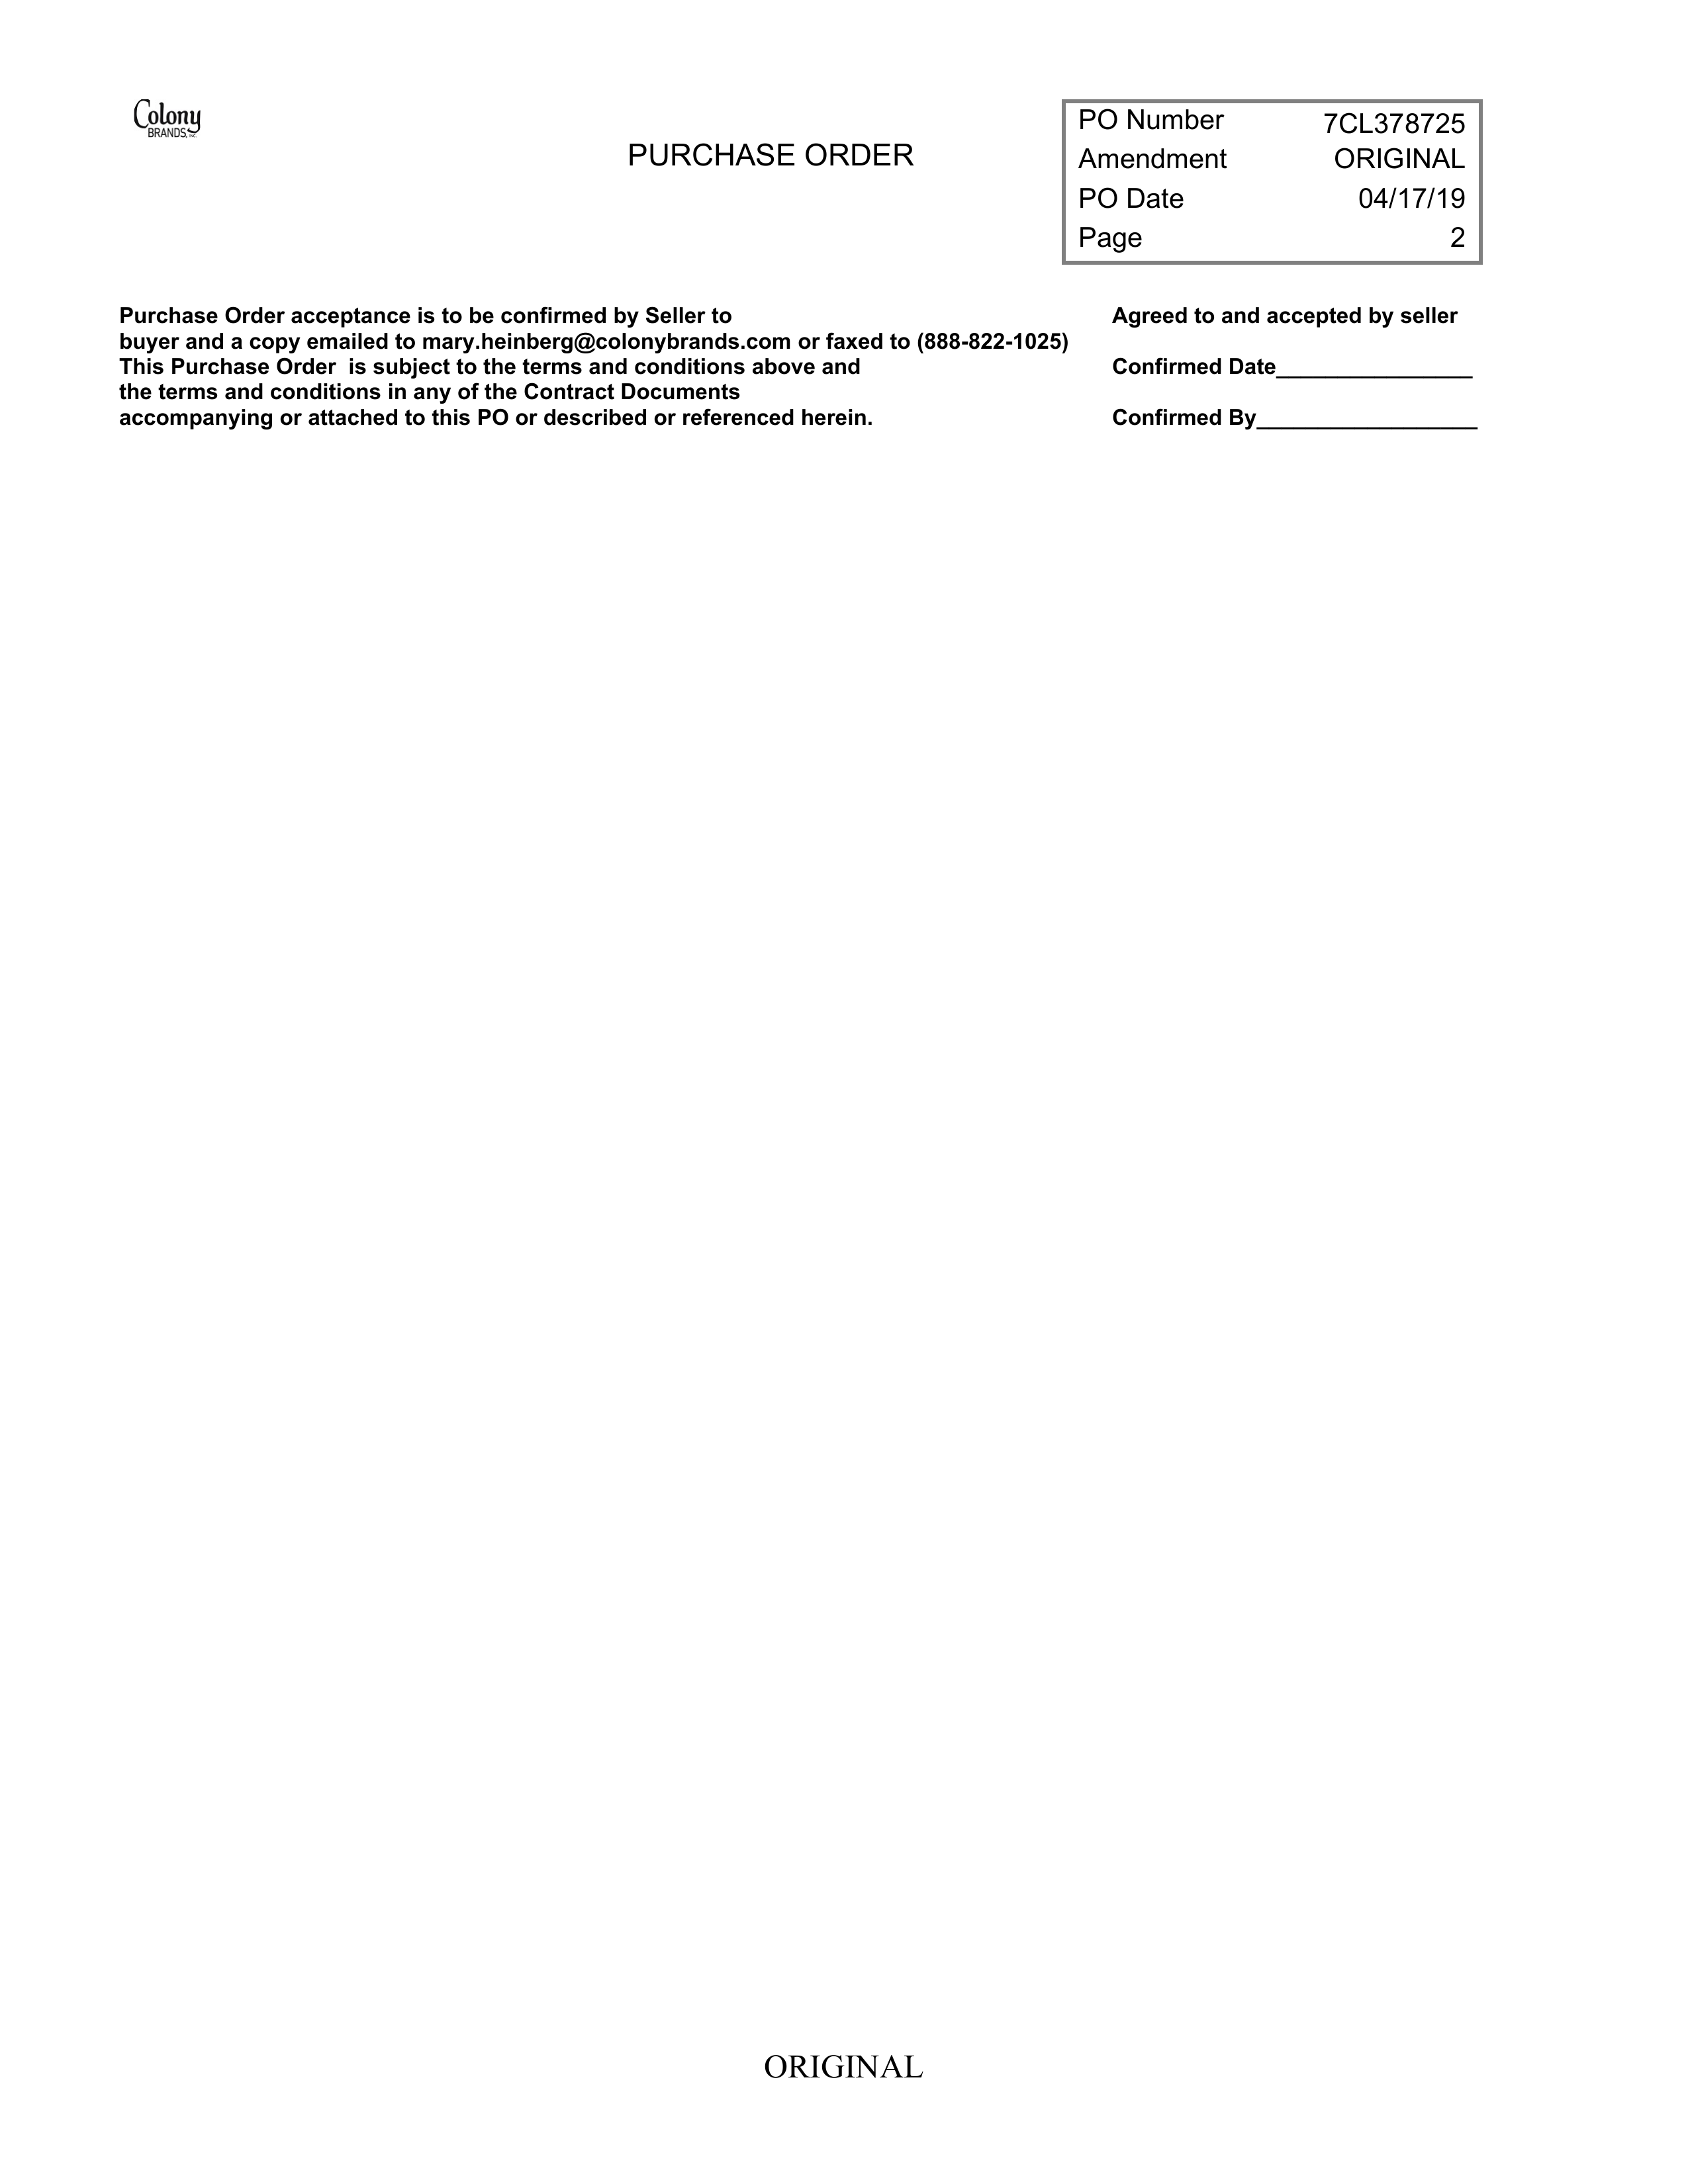 Colony
BRANDS, INC.
PURCHASE ORDER
PO Number 7CL378725
Amendment ORIGINAL
PO Date 04/17/19
Page 2
Purchase Order acceptance is to be confirmed by Seller to
buyer and a copy emailed to mary.heinberg@colonybrands.com or faxed to (888-822-1025)
This Purchase Order  is subject to the terms and conditions above and
the terms and conditions in any of the Contract Documents
accompanying or attached to this PO or described or referenced herein.
Agreed to and accepted by seller
Confirmed Date________________
Confirmed By__________________
ORIGINAL